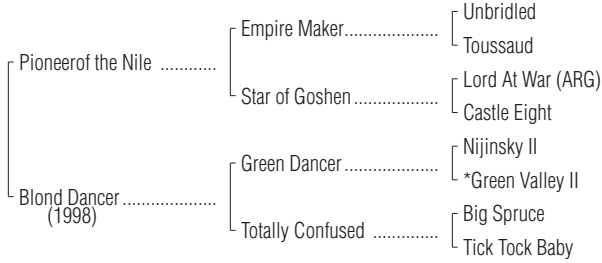 Unbridled
Empire Maker....................
Toussaud
Pioneerof the Nile ............
Lord At War (ARG)
Star of Goshen..................
Castle Eight
Nijinsky II
Green Dancer....................
*Green Valley II
Blond Dancer....................
(1998)
Big Spruce
Totally Confused ..............
Tick Tock Baby